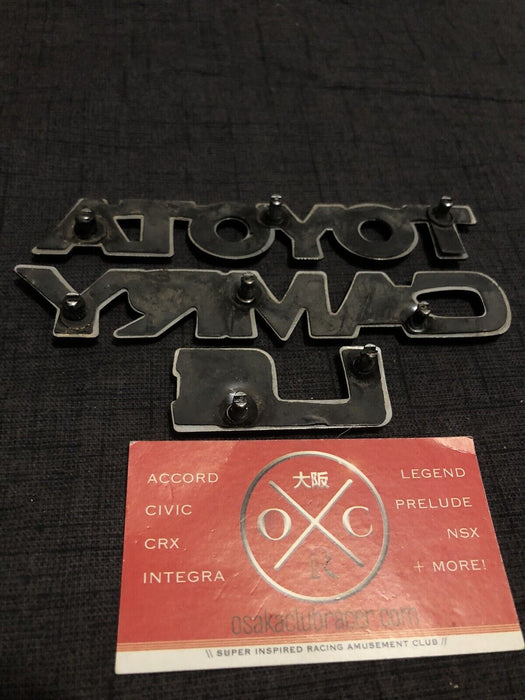 TOYOTA
CAMRY
ACCORD
CIVIC
CRX
INTEGRA
大阪
O C
R
LEGEND
PRELUDE
NSX
+ MORE!
osakaclubracer.com
\\ SUPER INSPIRED RACING AMUSEMENT CLUB //